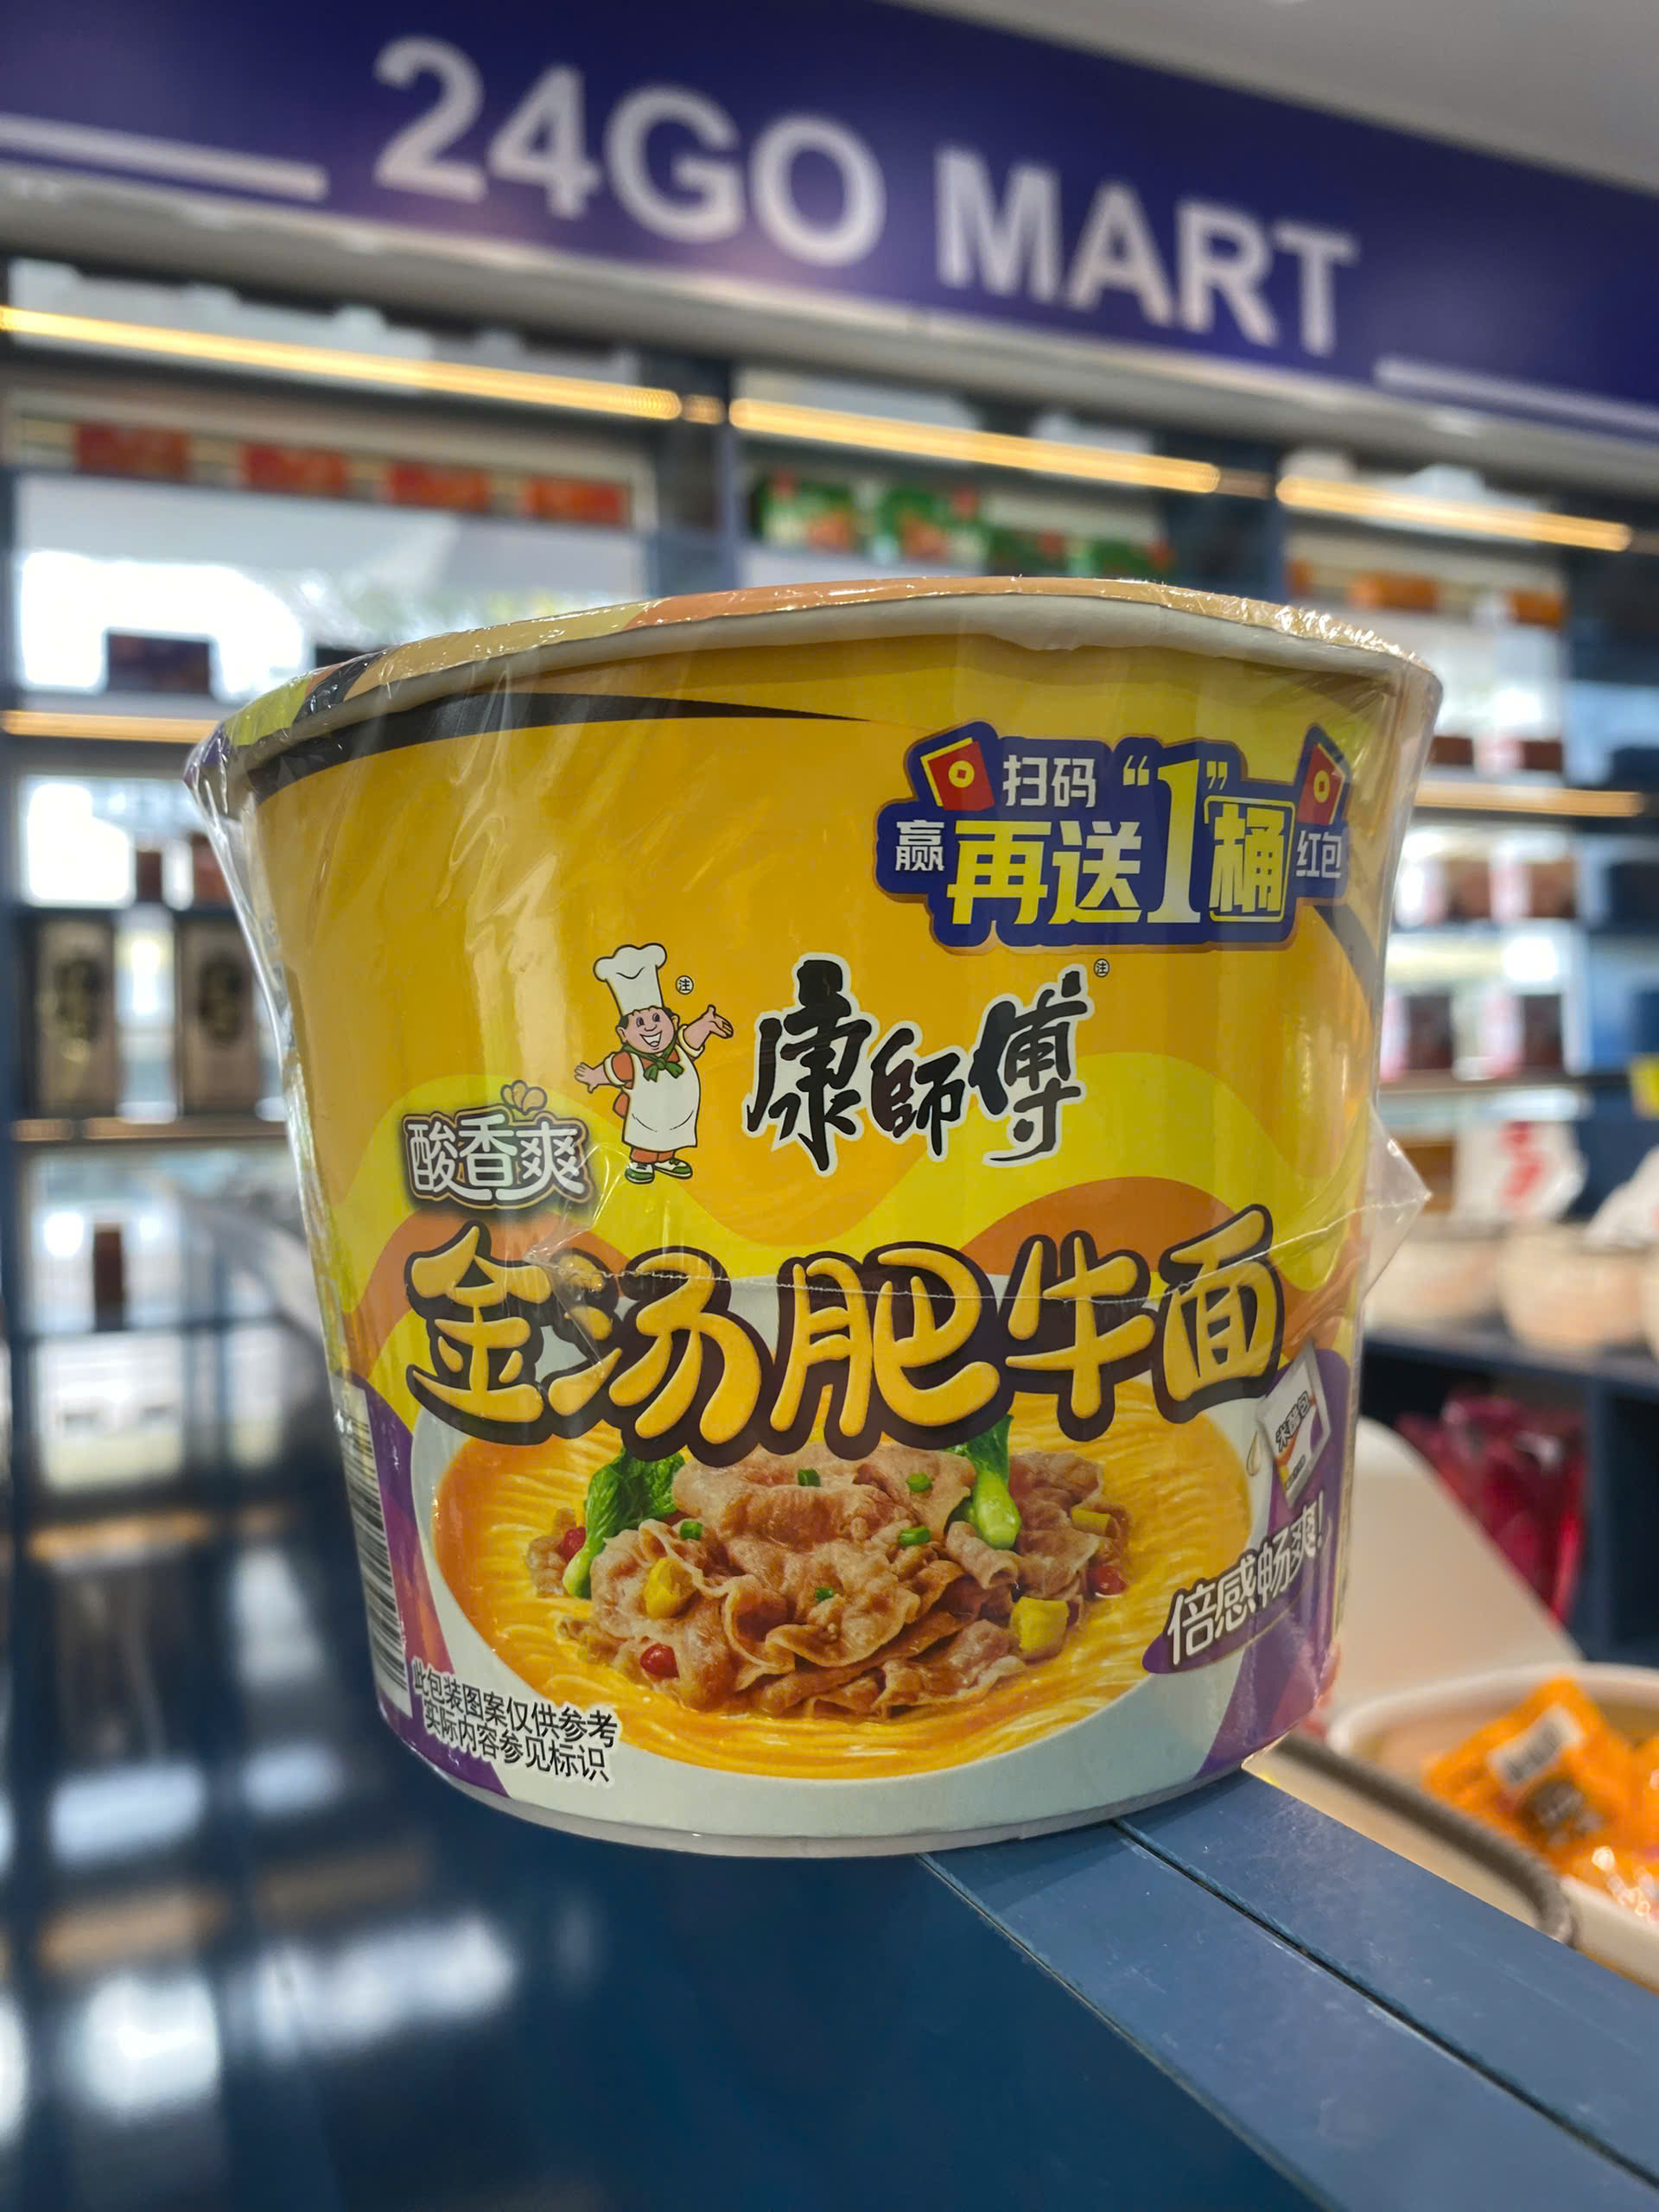 24GO MART
扫码“1”
赢再送1桶红包
康師傅
酸香爽
金汤肥牛面
倍感畅爽!
此包装图案仅供参考
实际内容参见标识